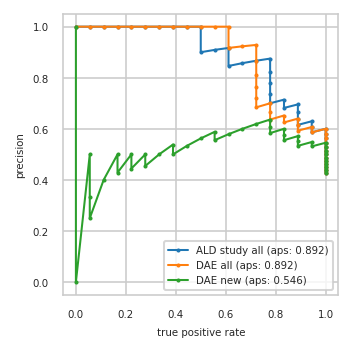 1.0
0.8
0.6
0.4
0.2
0.0
precision
0.0 0.2 0.4 0.6 0.8 1.0
true positive rate
ALD study all (aps: 0.892)
DAE all (aps: 0.892)
DAE new (aps: 0.546)